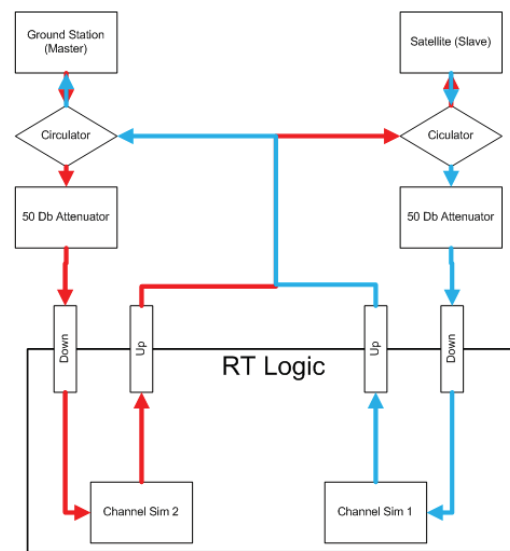 Ground Station
(Master)
Satellite (Slave)
Circulator
Circulator
50 Db Attenuator
50 Db Attenuator
Down
Up
Up
Down
RT Logic
Channel Sim 2
Channel Sim 1